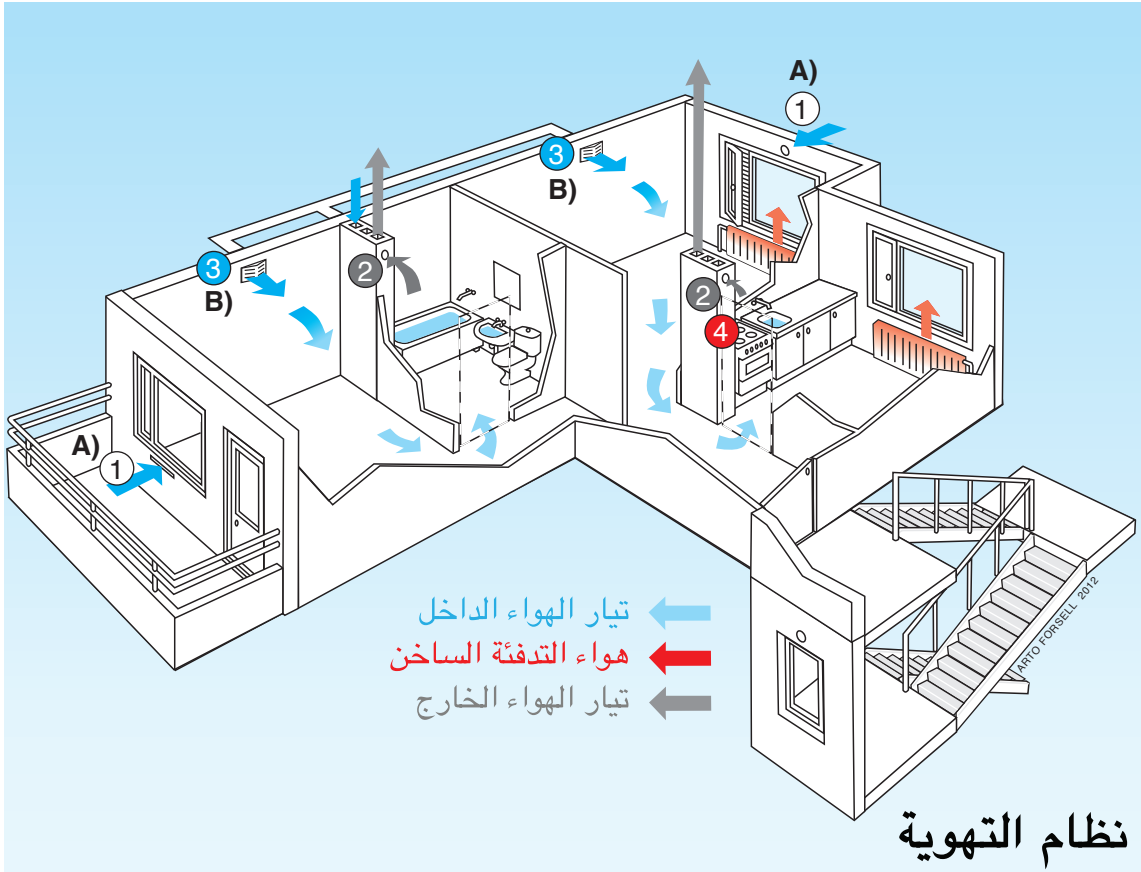 A)
1
3
B)
3
B)
2
2
4
A)
1
تيار الهواء الداخل
هواء التدفئة الساخن
تيار الهواء الخارج
ARTO FORSELL 2012
نظام التهوية